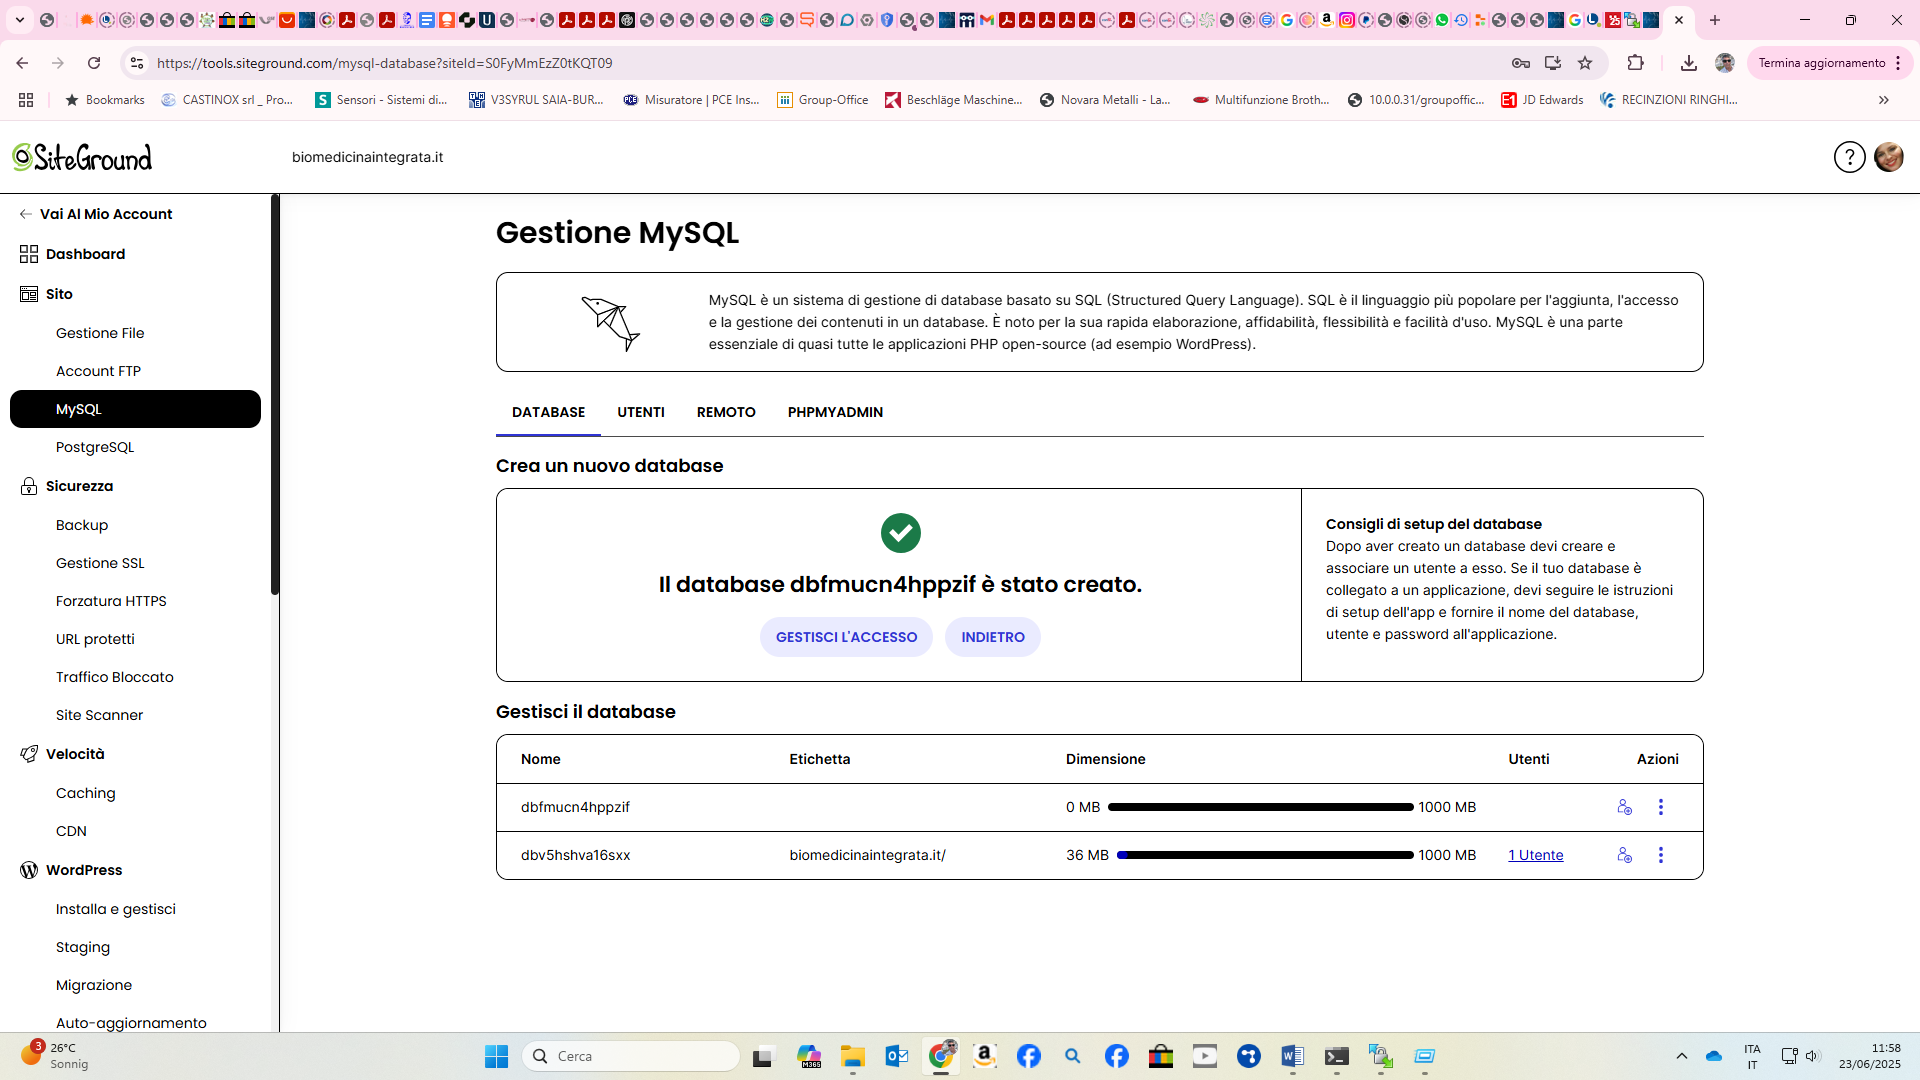 https://tools.siteground.com/mysql-database?siteId=S0FyMmEzZ0tKQT09
Termina aggiornamento
Bookmarks
CASTINOX srl _ Pro...
Sensori - Sistemi di...
V3SYRUL SAIA-BUR...
Misuratore | PCE Ins...
Group-Office
Beschläge Maschine...
Novara Metalli - La...
Multifunzione Broth...
10.0.0.31/groupoffic...
JD Edwards
RECINZIONI RINGHI...
SiteGround
biomedicinaintegrata.it
Vai Al Mio Account
Dashboard
Sito
Gestione File
Account FTP
MySQL
PostgreSQL
Sicurezza
Backup
Gestione SSL
Forzatura HTTPS
URL protetti
Traffico Bloccato
Site Scanner
Velocità
Caching
CDN
WordPress
Installa e gestisci
Staging
Migrazione
Auto-aggiornamento
Gestione MySQL
MySQL è un sistema di gestione di database basato su SQL (Structured Query Language). SQL è il linguaggio più popolare per l'aggiunta, l'accesso
e la gestione dei contenuti in un database. È noto per la sua rapida elaborazione, affidabilità, flessibilità e facilità d'uso. MySQL è una parte
essenziale di quasi tutte le applicazioni PHP open-source (ad esempio WordPress).
DATABASE UTENTI REMOTO PHPMYADMIN
Crea un nuovo database
Il database dbfmucn4hppzif è stato creato.
GESTISCI L'ACCESSO INDIETRO
Consigli di setup del database
Dopo aver creato un database devi creare e
associare un utente a esso. Se il tuo database è
collegato a un applicazione, devi seguire le istruzioni
di setup dell'app e fornire il nome del database,
utente e password all'applicazione.
Gestisci il database
Nome Etichetta Dimensione Utenti Azioni
dbfmucn4hppzif 0 MB 1000 MB
dbv5hshva16sxx biomedicinaintegrata.it/ 36 MB 1000 MB 1 Utente
3
26°C
Sonnig
Cerca
M365
ITA
IT
11:58
23/06/2025